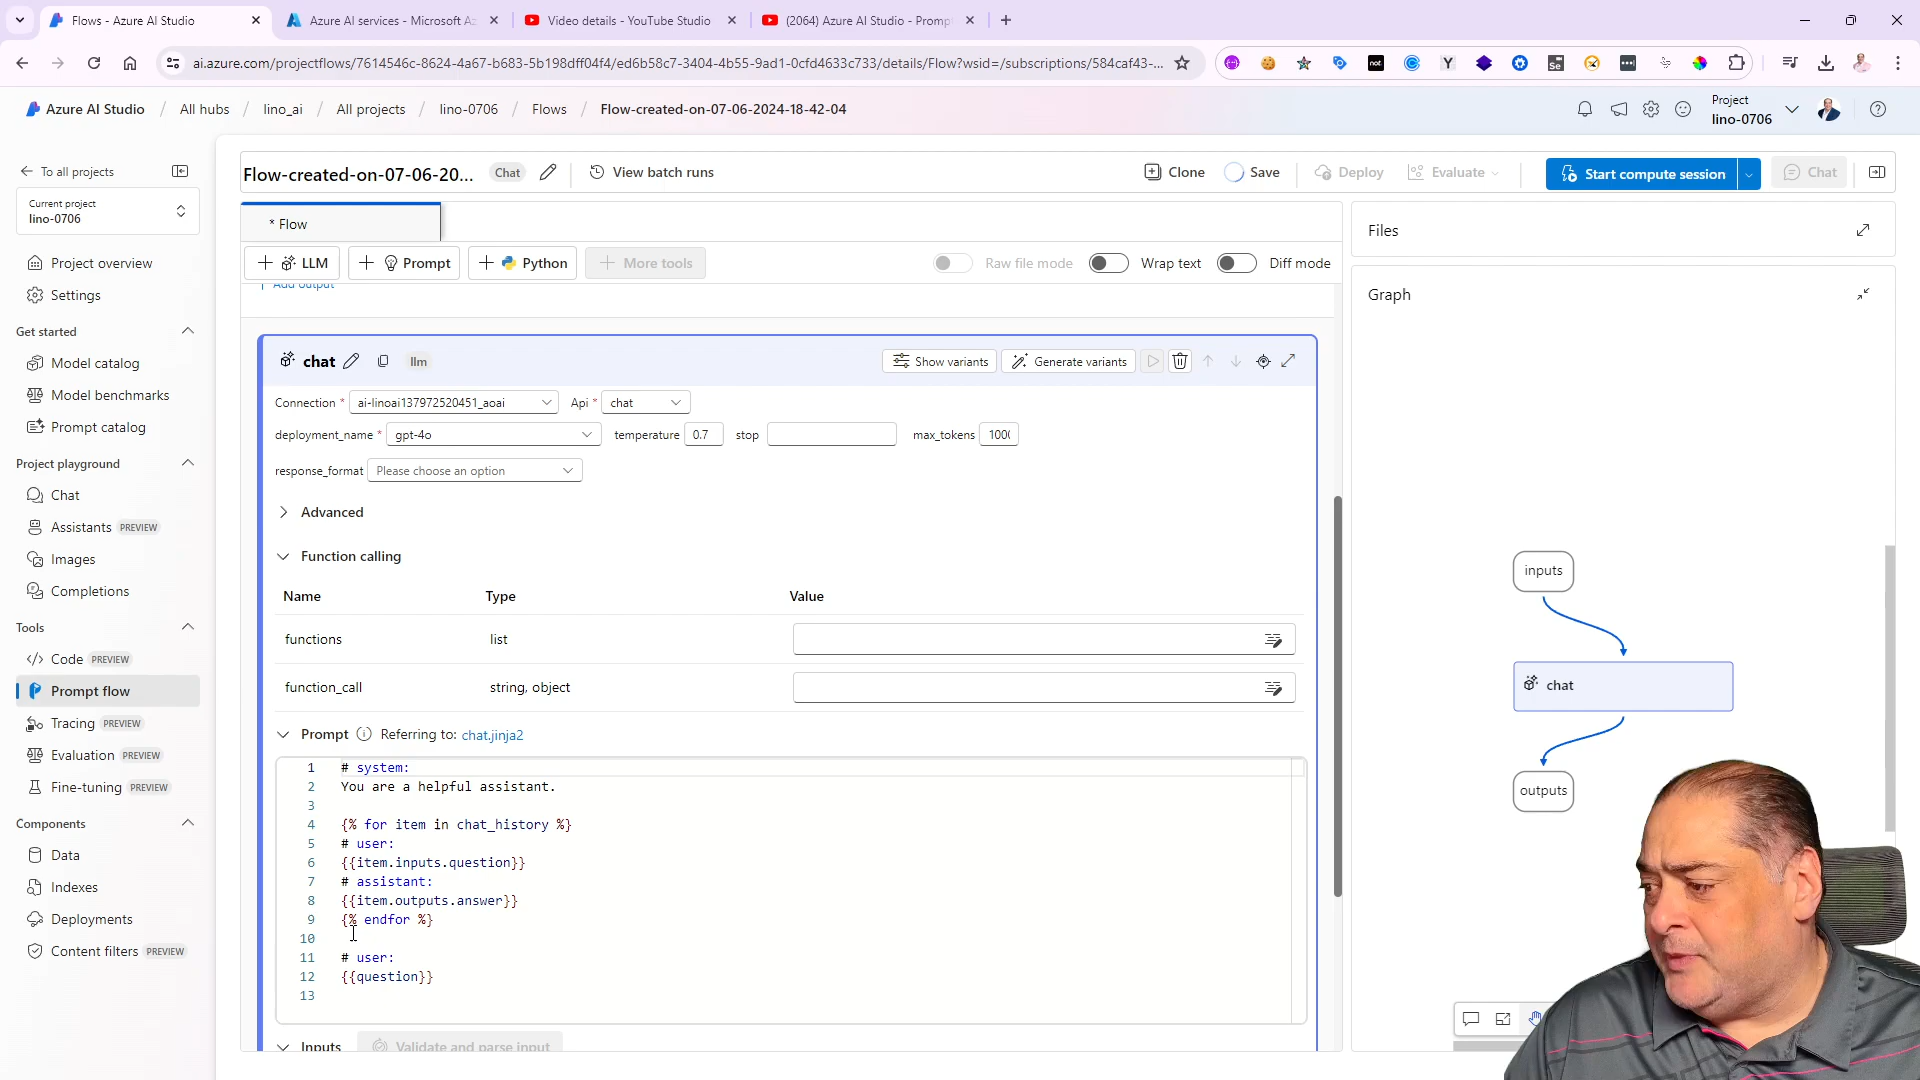 Flows - Azure AI Studio
Azure AI services - Microsoft Az
Video details - YouTube Studio
(2064) Azure AI Studio - Promp
ai.azure.com/projectflows/7614546c-8624-4a67-b683-5b198dff04f4/ed6b58c7-3404-4b55-9ad1-0cfd4633c733/details/Flow?wsid=/subscriptions/584caf43-...
Azure AI Studio / All hubs / lino_ai / All projects / lino-0706 / Flows / Flow-created-on-07-06-2024-18-42-04
Project
lino-0706
To all projects
Current project
lino-0706
Project overview
Settings
Get started
Model catalog
Model benchmarks
Prompt catalog
Project playground
Chat
Assistants PREVIEW
Images
Completions
Tools
Code PREVIEW
Prompt flow
Tracing PREVIEW
Evaluation PREVIEW
Fine-tuning PREVIEW
Components
Data
Indexes
Deployments
Content filters PREVIEW
Flow-created-on-07-06-20... Chat View batch runs Clone Save Deploy Evaluate Start compute session Chat
* Flow
+ LLM + Prompt + Python + More tools Raw file mode Wrap text Diff mode
+ Add output
chat llm Show variants Generate variants
Connection * ai-linoai137972520451_aoai Api * chat
deployment_name * gpt-4o temperature 0.7 stop max_tokens 100
response_format Please choose an option
Advanced
Function calling
Name Type Value
functions list
function_call string, object
Prompt Referring to: chat.jinja2
1 # system:
2 You are a helpful assistant.
3
4 {% for item in chat_history %}
5 # user:
6 {{item.inputs.question}}
7 # assistant:
8 {{item.outputs.answer}}
9 {% endfor %}
10
11 # user:
12 {{question}}
13
Inputs Validate and parse input
Files
Graph
inputs
chat
outputs